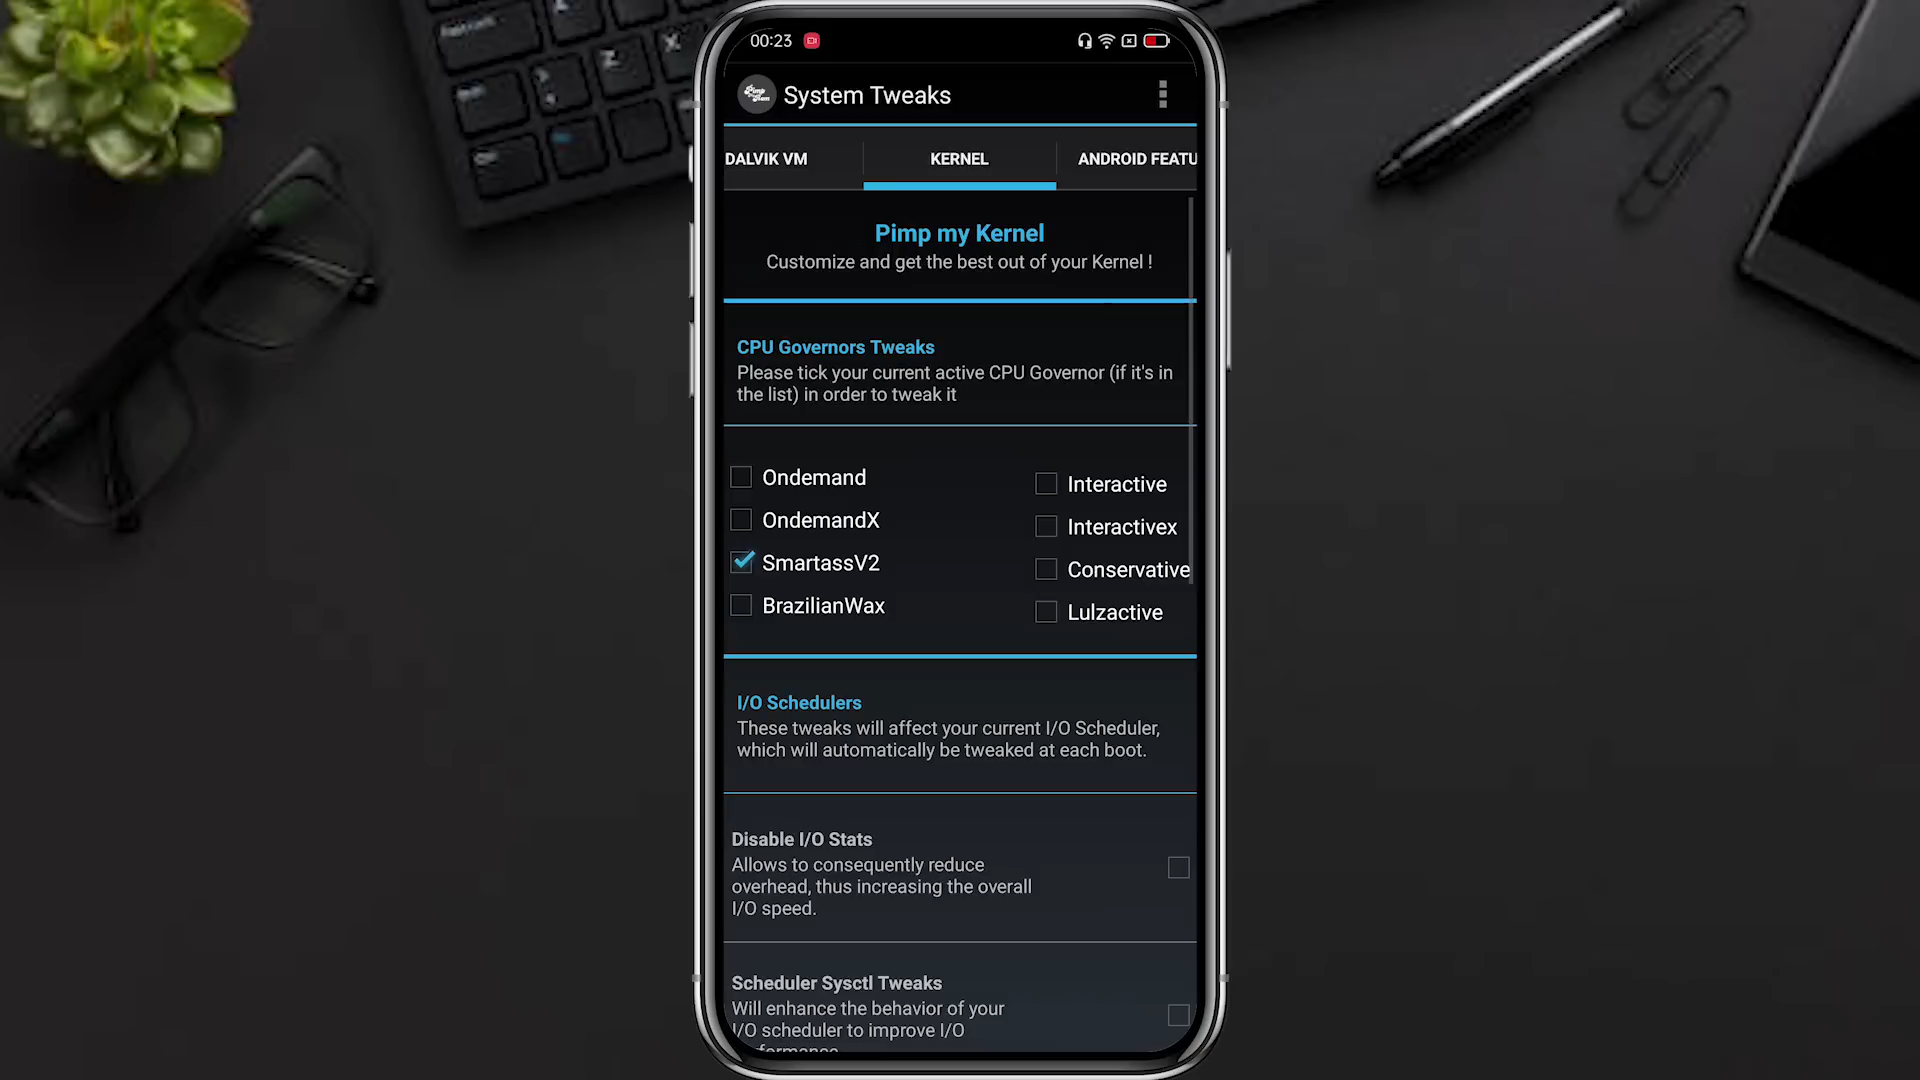 00:23
System Tweaks
DALVIK VM
KERNEL
ANDROID FEATU
Pimp my Kernel
Customize and get the best out of your Kernel !
CPU Governors Tweaks
Please tick your current active CPU Governor (if it's in
the list) in order to tweak it
Ondemand
Interactive
OndemandX
Interactivex
SmartassV2
Conservative
BrazilianWax
Lulzactive
I/O Schedulers
These tweaks will affect your current I/O Scheduler,
which will automatically be tweaked at each boot.
Disable I/O Stats
Allows to consequently reduce
overhead, thus increasing the overall
I/O speed.
Scheduler Sysctl Tweaks
Will enhance the behavior of your
I/O scheduler to improve I/O